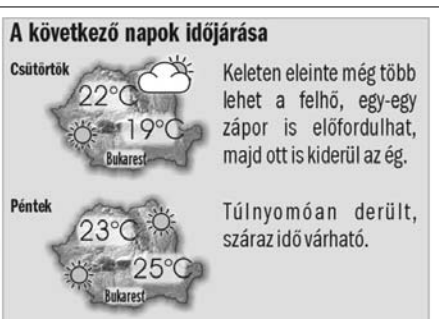 A következő napok időjárása
Csütörtök
22°C
19°C
Bukarest
Keleten eleinte még több
lehet a felhő, egy-egy
zápor is előfordulhat,
majd ott is kiderül az ég.
Péntek
23°C
25°C
Bukarest
Túlnyomóan derült,
száraz idő várható.